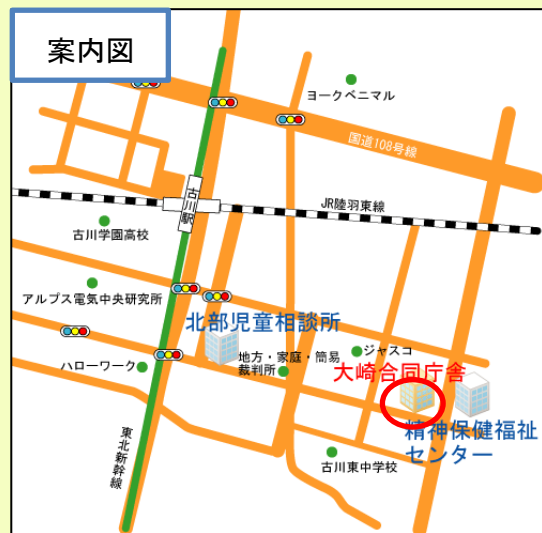 案内図
ヨークベニマル
国道108号線
古川駅
JR陸羽東線
古川学園高校
アルプス電気中央研究所
北部児童相談所
ハローワーク
地方・家庭・簡易
裁判所
ジャスコ
大崎合同庁舎
精神保健福祉
センター
古川東中学校
東北新幹線